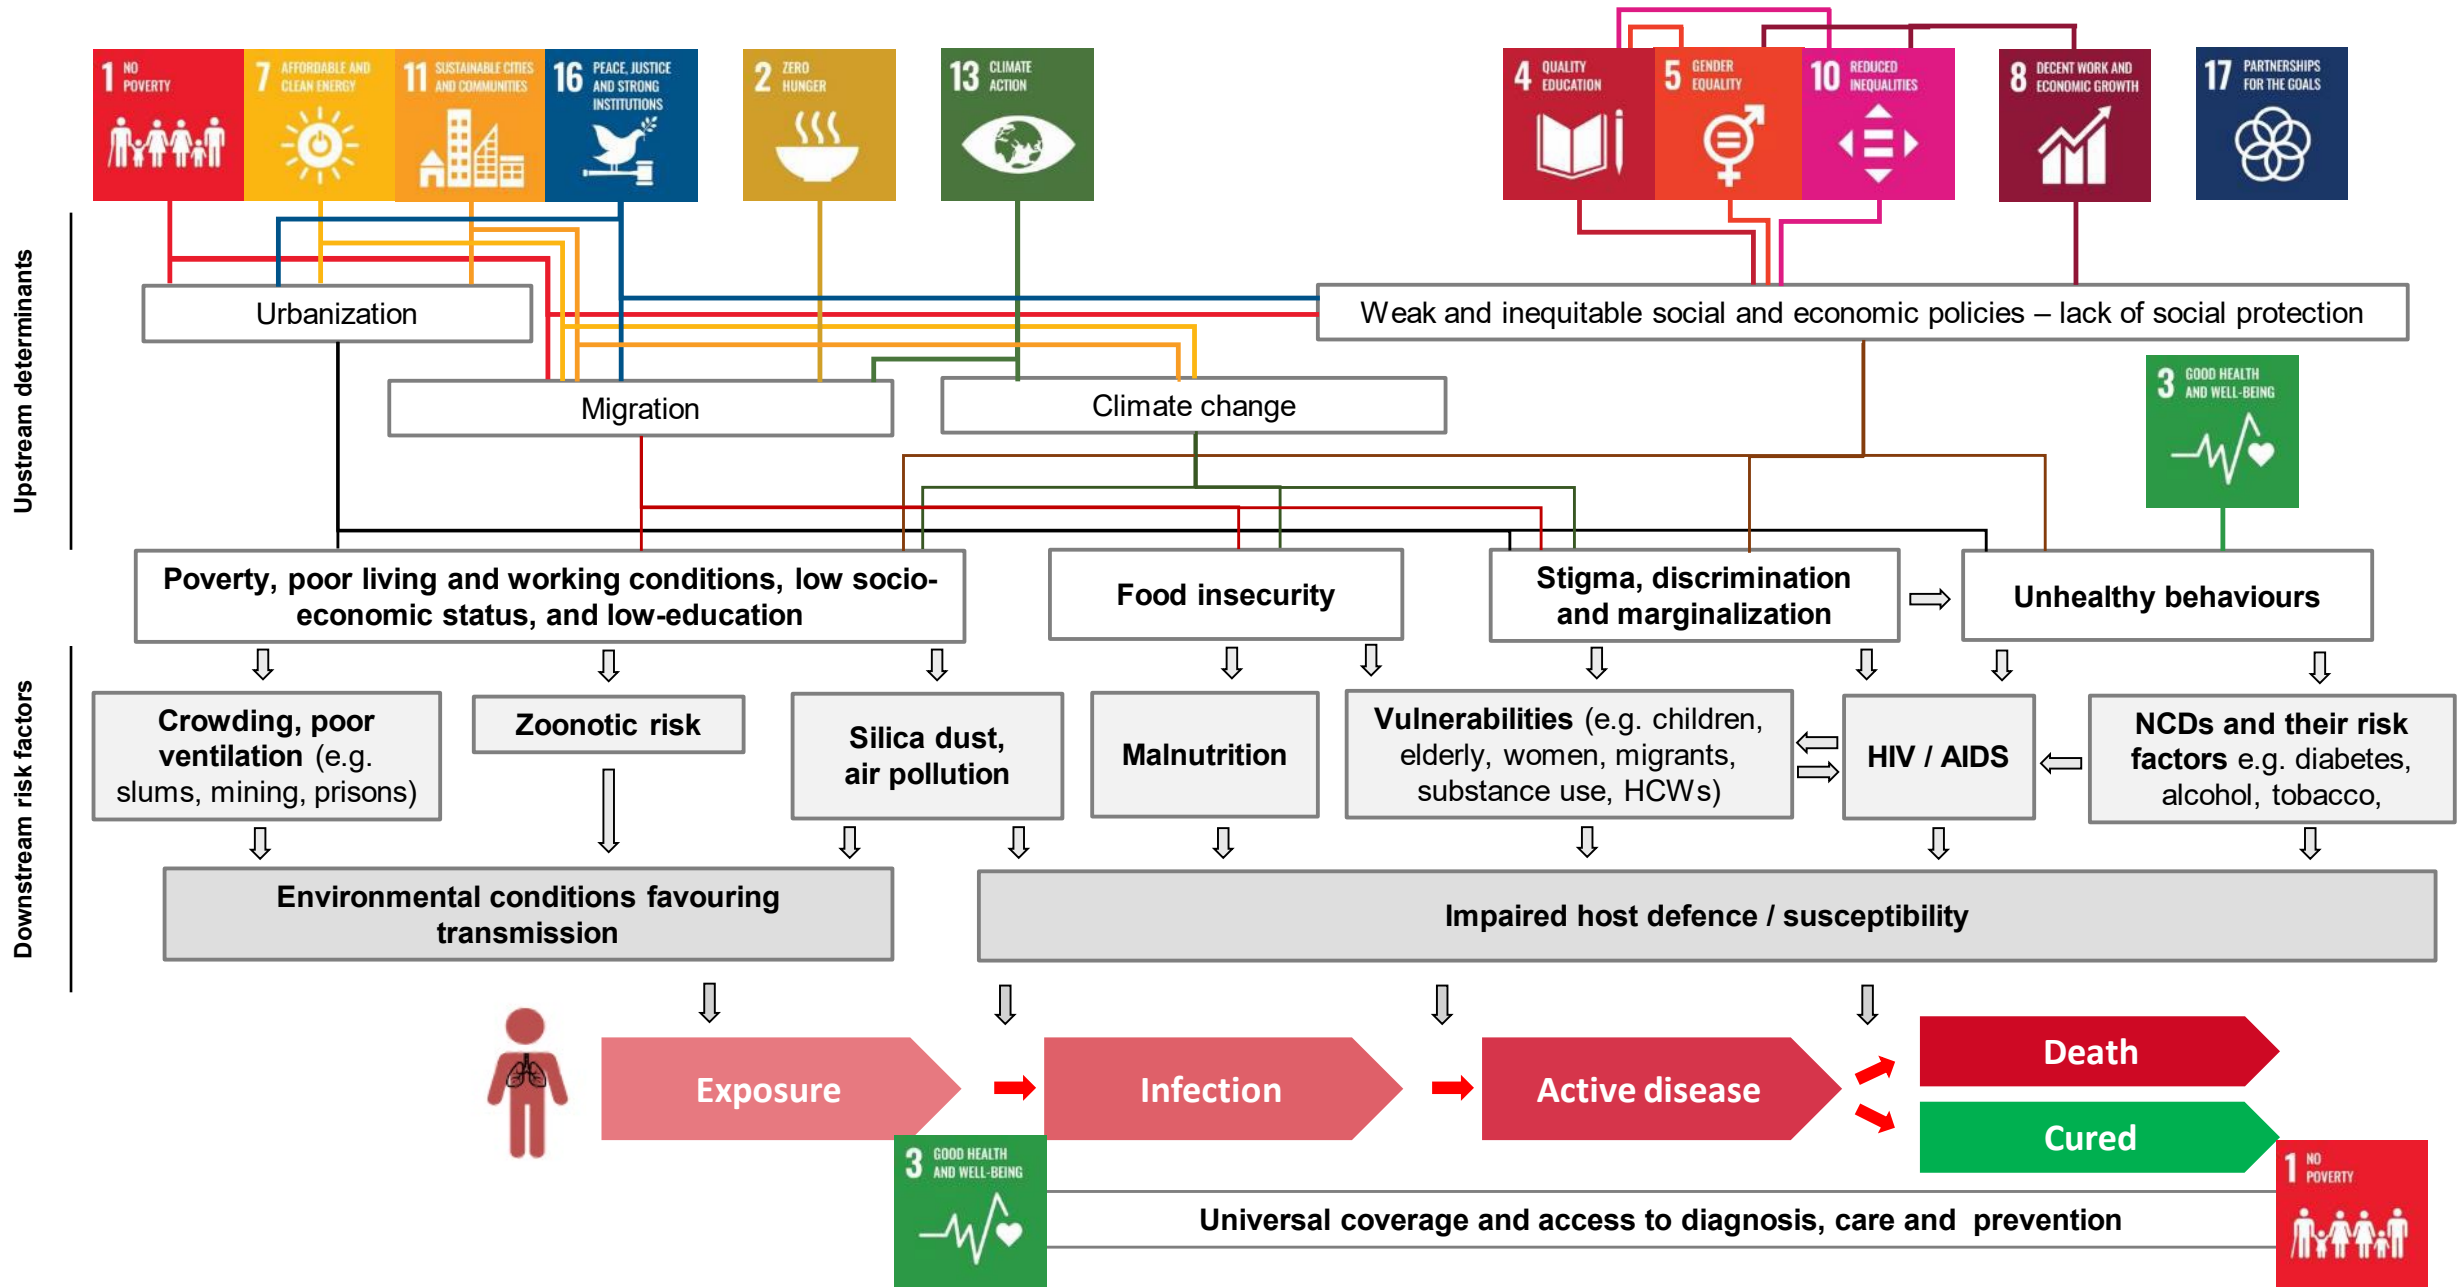 1 NO
POVERTY
7 AFFORDABLE AND
CLEAN ENERGY
11 SUSTAINABLE CITIES
AND COMMUNITIES
16 PEACE, JUSTICE
AND STRONG
INSTITUTIONS
2 ZERO
HUNGER
13 CLIMATE
ACTION
4 QUALITY
EDUCATION
5 GENDER
EQUALITY
10 REDUCED
INEQUALITIES
8 DECENT WORK AND
ECONOMIC GROWTH
17 PARTNERSHIPS
FOR THE GOALS
Upstream determinants
Urbanization
Weak and inequitable social and economic policies – lack of social protection
Migration
Climate change
3 GOOD HEALTH
AND WELL-BEING
Poverty, poor living and working conditions, low socio-
economic status, and low-education
Food insecurity
Stigma, discrimination
and marginalization
Unhealthy behaviours
Downstream risk factors
Crowding, poor
ventilation (e.g.
slums, mining, prisons)
Zoonotic risk
Silica dust,
air pollution
Malnutrition
Vulnerabilities (e.g. children,
elderly, women, migrants,
substance use, HCWs)
HIV / AIDS
NCDs and their risk
factors e.g. diabetes,
alcohol, tobacco,
Environmental conditions favouring
transmission
Impaired host defence / susceptibility
Exposure
Infection
Active disease
Death
Cured
3 GOOD HEALTH
AND WELL-BEING
Universal coverage and access to diagnosis, care and  prevention
1 NO
POVERTY